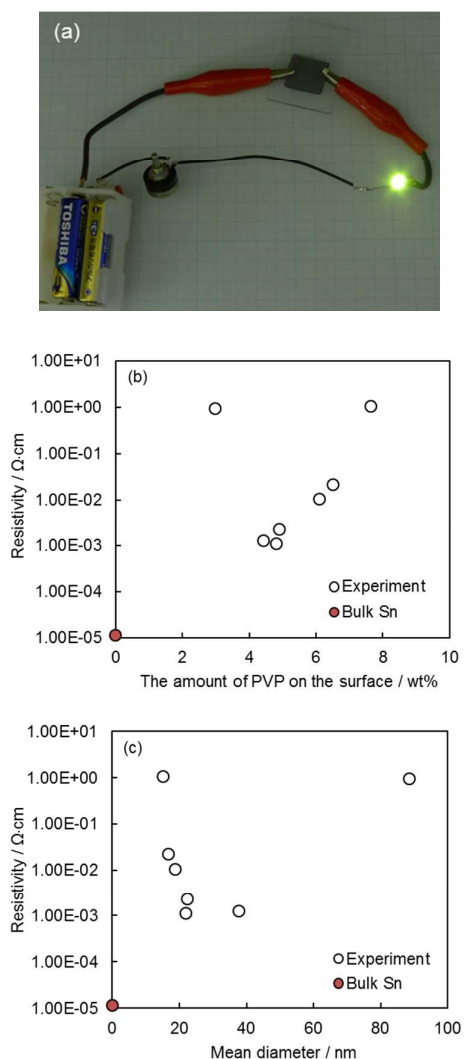 (a)
TOSHIBA
(b)
1.00E+01
1.00E+00
1.00E-01
1.00E-02
1.00E-03
1.00E-04
1.00E-05
Resistivity / Ω·cm
Experiment
Bulk Sn
0 2 4 6 8 10
The amount of PVP on the surface / wt%
(c)
1.00E+01
1.00E+00
1.00E-01
1.00E-02
1.00E-03
1.00E-04
1.00E-05
Resistivity / Ω·cm
Experiment
Bulk Sn
0 20 40 60 80 100
Mean diameter / nm